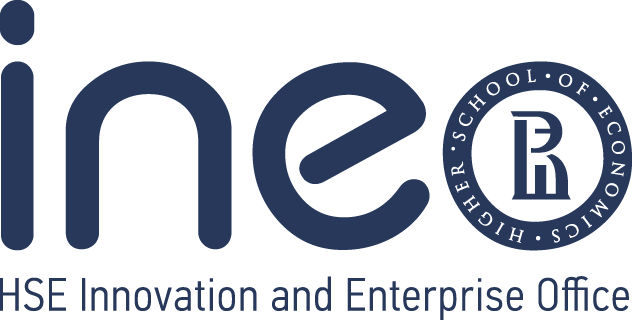 ineo
HIGHER · SCHOOL · OF · ECONOMICS ·
HSE Innovation and Enterprise Office